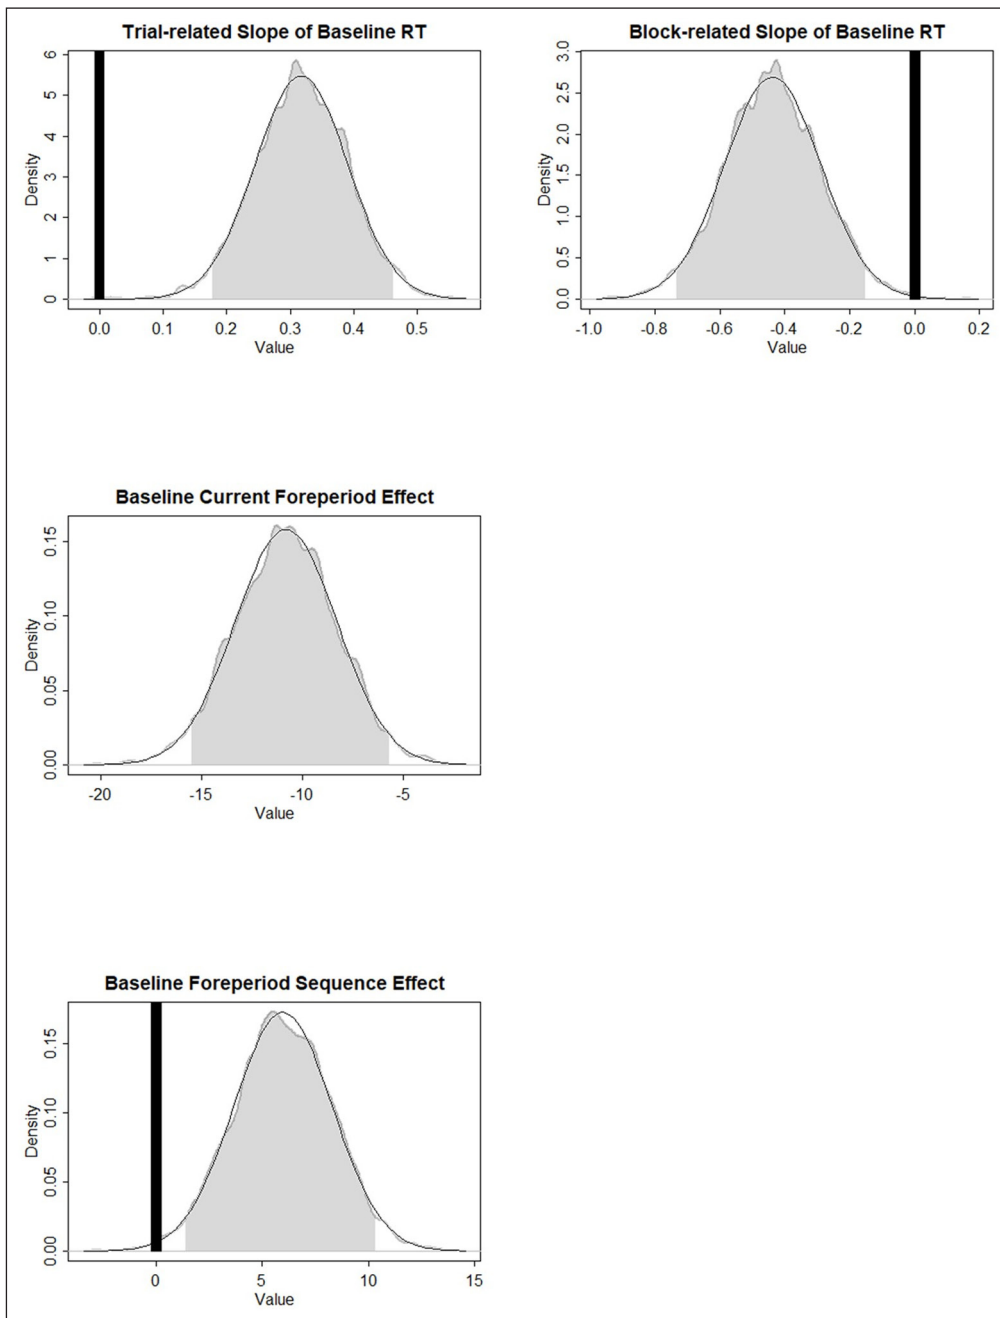 Trial-related Slope of Baseline RT
Density
6
5
4
3
2
1
0
0.0 0.1 0.2 0.3 0.4 0.5
Value
Block-related Slope of Baseline RT
Density
3.0
2.5
2.0
1.5
1.0
0.5
0.0
-1.0 -0.8 -0.6 -0.4 -0.2 0.0 0.2
Value
Baseline Current Foreperiod Effect
Density
0.15
0.10
0.05
0.00
-20 -15 -10 -5
Value
Baseline Foreperiod Sequence Effect
Density
0.15
0.10
0.05
0.00
0 5 10 15
Value